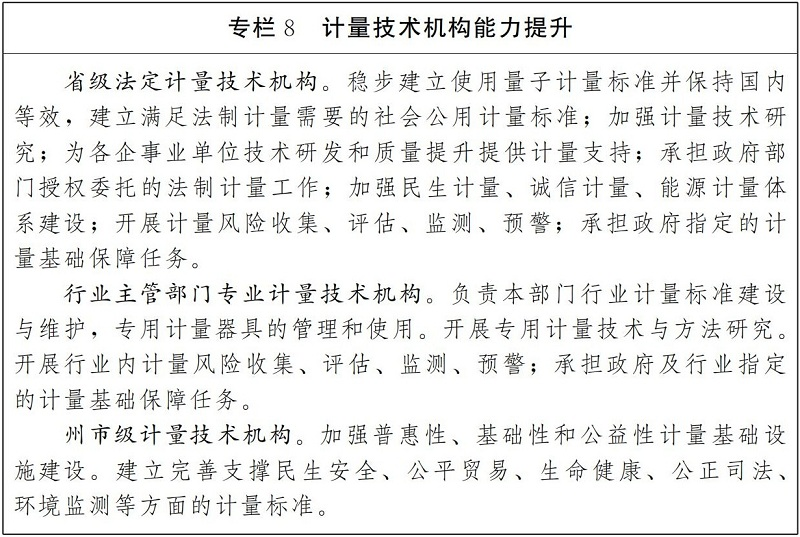 专栏 8 计量技术机构能力提升
省级法定计量技术机构。稳步建立使用量子计量标准并保持国内
等效，建立满足法制计量需要的社会公用计量标准；加强计量技术研
究；为各企事业单位技术研发和质量提升提供计量支持；承担政府部
门授权委托的法制计量工作；加强民生计量、诚信计量、能源计量体
系建设；开展计量风险收集、评估、监测、预警；承担政府指定的计
量基础保障任务。
行业主管部门专业计量技术机构。负责本部门行业计量标准建设
与维护，专用计量器具的管理和使用。开展专用计量技术与方法研究。
开展行业内计量风险收集、评估、监测、预警；承担政府及行业指定
的计量基础保障任务。
州市级计量技术机构。加强普惠性、基础性和公益性计量基础设
施建设。建立完善支撑民生安全、公平贸易、生命健康、公正司法、
环境监测等方面的计量标准。